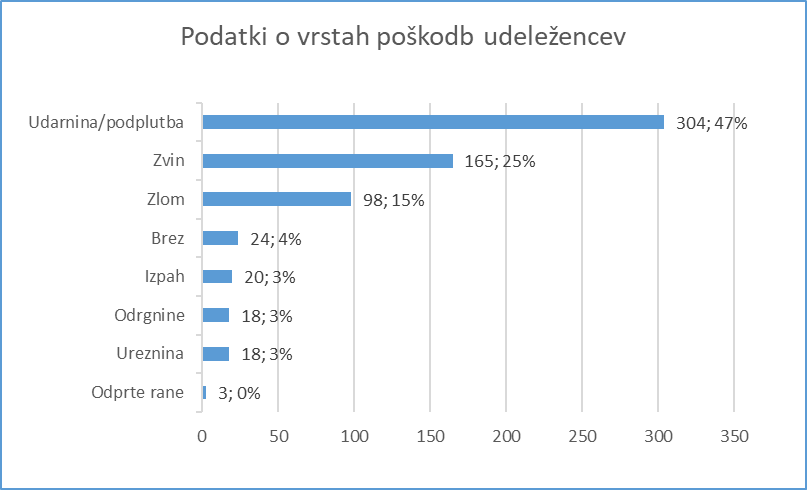 Podatki o vrstah poškodb udeležencev
Udarnina/podplutba 304; 47%
Zvin 165; 25%
Zlom 98; 15%
Brez 24; 4%
Izpah 20; 3%
Odrgnine 18; 3%
Ureznina 18; 3%
Odprte rane 3; 0%
0 50 100 150 200 250 300 350